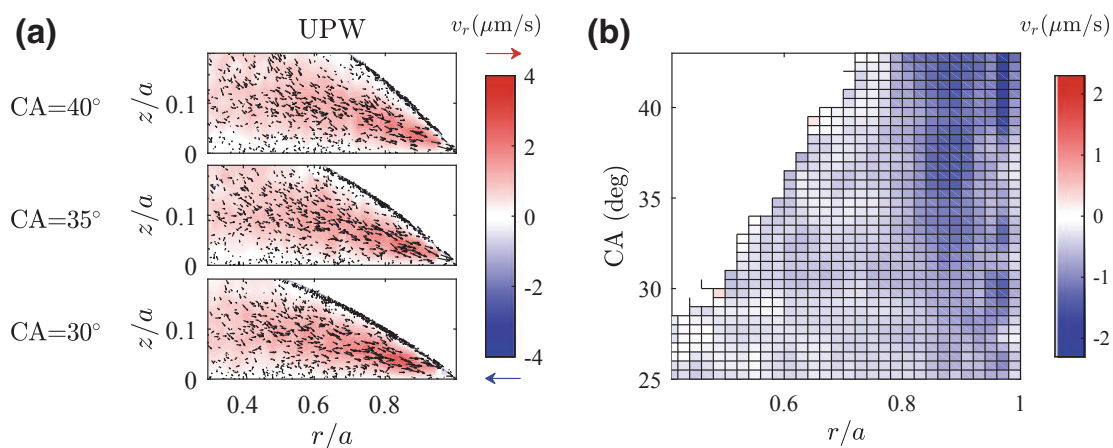 (a) UPW v_r(μm/s)
CA=40° z/a 0.1 0
CA=35° z/a 0.1 0
CA=30° z/a 0.1 0
0.4 0.6 0.8
r/a
4
2
0
-2
-4
(b) v_r(μm/s)
CA (deg)
40
35
30
25
0.6 0.8 1
r/a
2
1
0
-1
-2